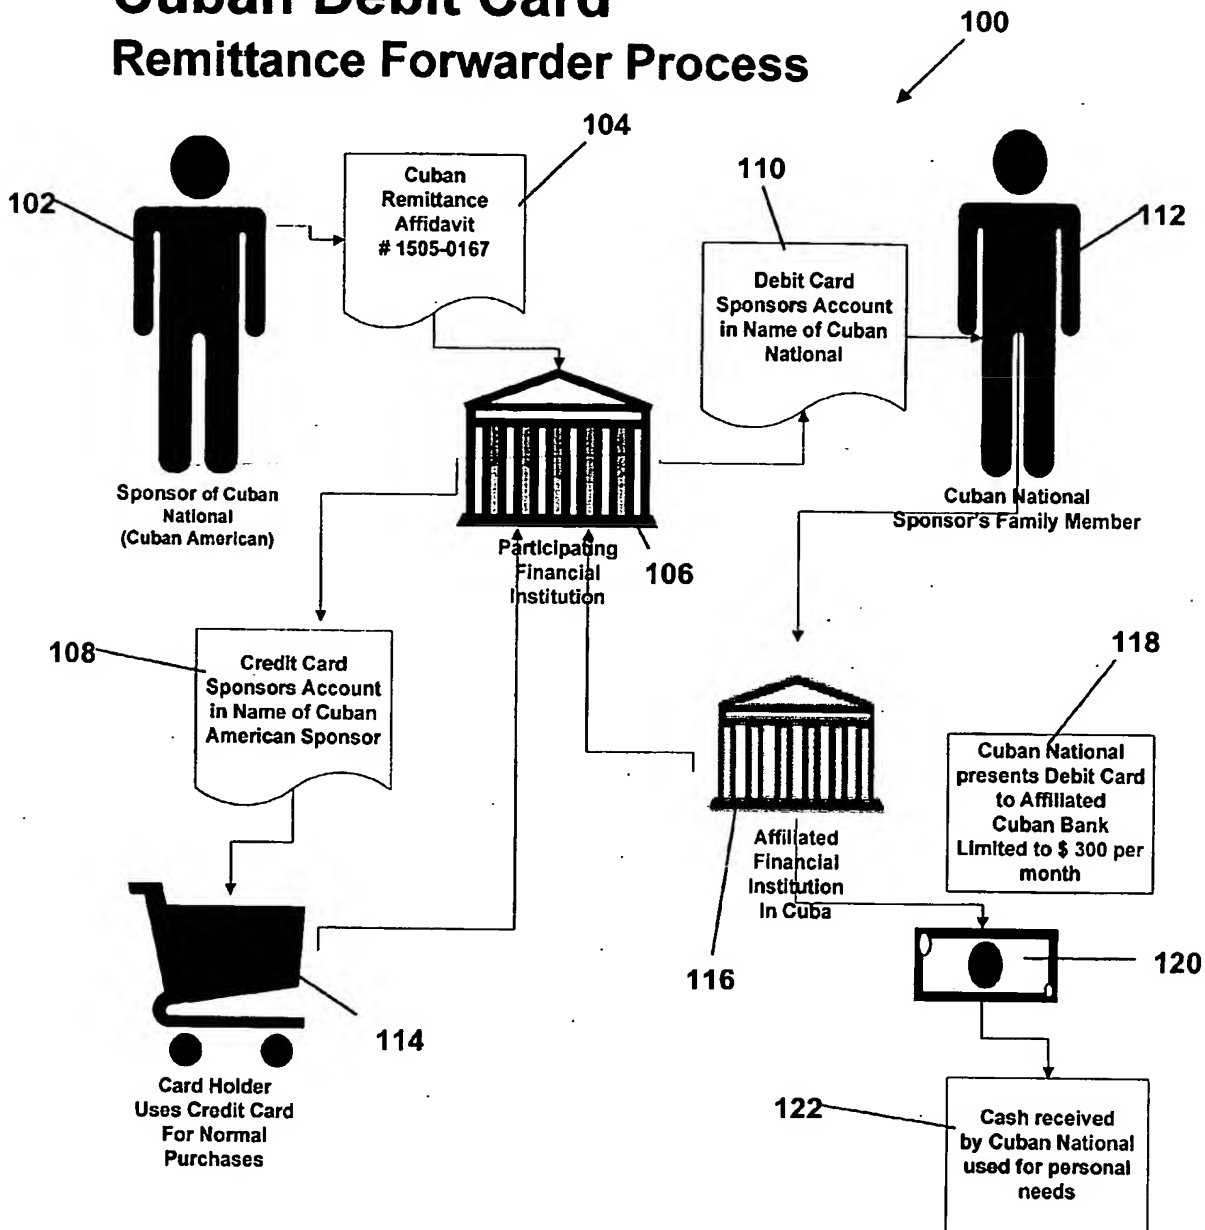 Cuban Debit Card
Remittance Forwarder Process
100
102
104
Cuban
Remittance
Affidavit
# 1505-0167
110
Debit Card
Sponsors Account
in Name of Cuban
National
112
Sponsor of Cuban
National
(Cuban American)
Participating
Financial
Institution
106
Cuban National
Sponsor's Family Member
108
Credit Card
Sponsors Account
in Name of Cuban
American Sponsor
118
Cuban National
presents Debit Card
to Affiliated
Cuban Bank
Limited to $ 300 per
month
Affiliated
Financial
Institution
In Cuba
116
120
114
Card Holder
Uses Credit Card
For Normal
Purchases
122
Cash received
by Cuban National
used for personal
needs